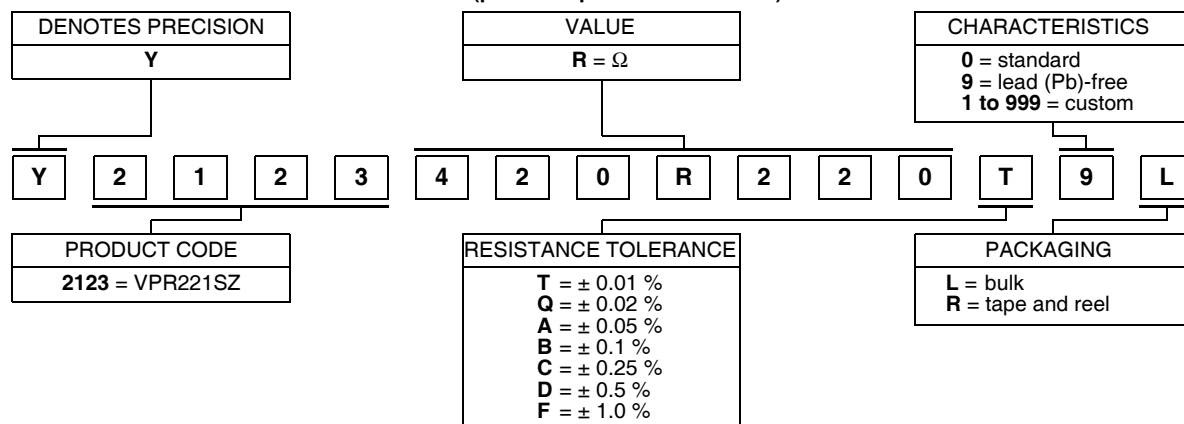 DENOTES PRECISION
Y
VALUE
R = Ω
CHARACTERISTICS
0 = standard
9 = lead (Pb)-free
1 to 999 = custom
Y 2 1 2 3 4 2 0 R 2 2 0 T 9 L
PRODUCT CODE
2123 = VPR221SZ
RESISTANCE TOLERANCE
T = ± 0.01 %
Q = ± 0.02 %
A = ± 0.05 %
B = ± 0.1 %
C = ± 0.25 %
D = ± 0.5 %
F = ± 1.0 %
PACKAGING
L = bulk
R = tape and reel